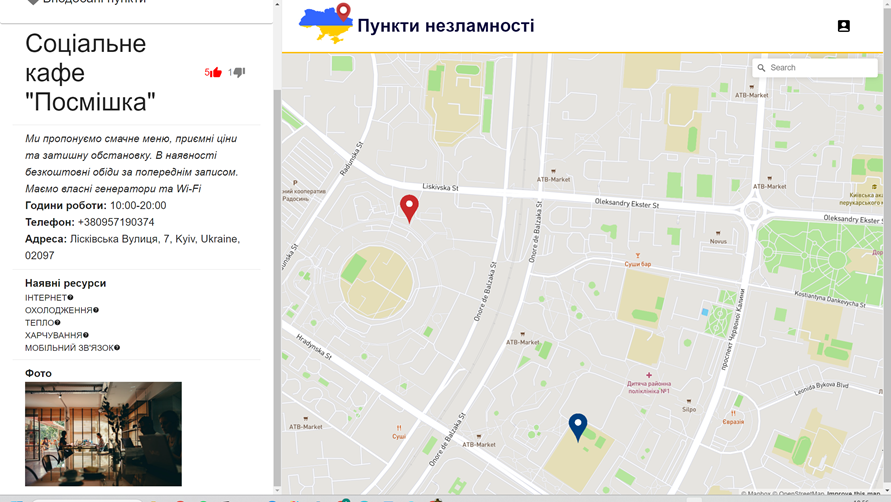 Вподобані пункти
Соціальне
кафе
"Посмішка"
5
1
Ми пропонуємо смачне меню, приємні ціни
та затишну обстановку. В наявності
безкоштовні обіди за попереднім записом.
Маємо власні генератори та Wi-Fi
Години роботи: 10:00-20:00
Телефон: +380957190374
Адреса: Лісківська Вулиця, 7, Kyiv, Ukraine,
02097
Наявні ресурси
ІНТЕРНЕТ
ОХОЛОДЖЕННЯ
ТЕПЛО
ХАРЧУВАННЯ
МОБІЛЬНИЙ ЗВ'ЯЗОК
Фото
Пункти незламності
Search
ATB-Market
Radunska St
ATB-Market
ATB-Market
Liskivska St
P
ний кооператив
Радосинь
Київська ака
перукарського м
Oleksandry Ekster St
Oleksandry Ekster St
Onore de Balzaka St
Novus
Суши бар
Onore de Balzaka St
Kostiantyna Dankevycha St
проспект Червоної Калини
Hradynska St
ATB-Market
Дитяча районна
поліклініка №1
Leonida Bykova Blvd
Silpo
ATB-Market
Суші
Євразія
ATB-Market
Onore de Balzaka St
© Mapbox © OpenStreetMap Improve this map